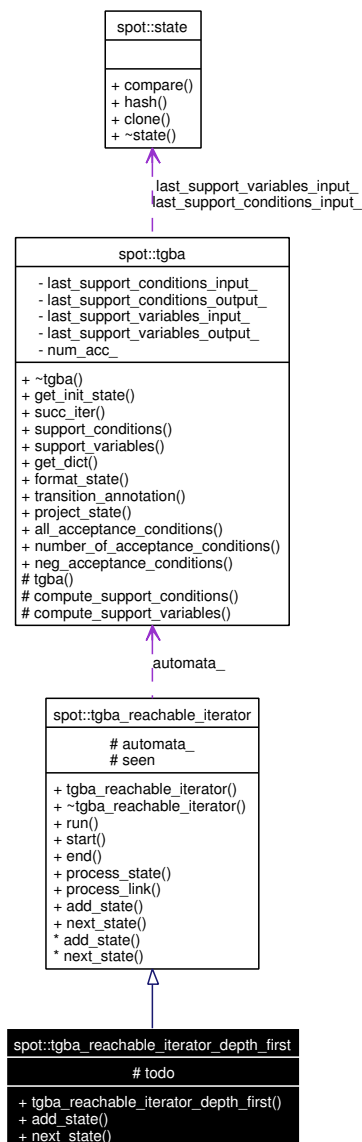 spot::state
+ compare()
+ hash()
+ clone()
+ ~state()
last_support_variables_input_
last_support_conditions_input_
spot::tgba
- last_support_conditions_input_
- last_support_conditions_output_
- last_support_variables_input_
- last_support_variables_output_
- num_acc_
+ ~tgba()
+ get_init_state()
+ succ_iter()
+ support_conditions()
+ support_variables()
+ get_dict()
+ format_state()
+ transition_annotation()
+ project_state()
+ all_acceptance_conditions()
+ number_of_acceptance_conditions()
+ neg_acceptance_conditions()
# tgba()
# compute_support_conditions()
# compute_support_variables()
automata_
spot::tgba_reachable_iterator
# automata_
# seen
+ tgba_reachable_iterator()
+ ~tgba_reachable_iterator()
+ run()
+ start()
+ end()
+ process_state()
+ process_link()
+ add_state()
+ next_state()
* add_state()
* next_state()
spot::tgba_reachable_iterator_depth_first
# todo
+ tgba_reachable_iterator_depth_first()
+ add_state()
+ next_state()